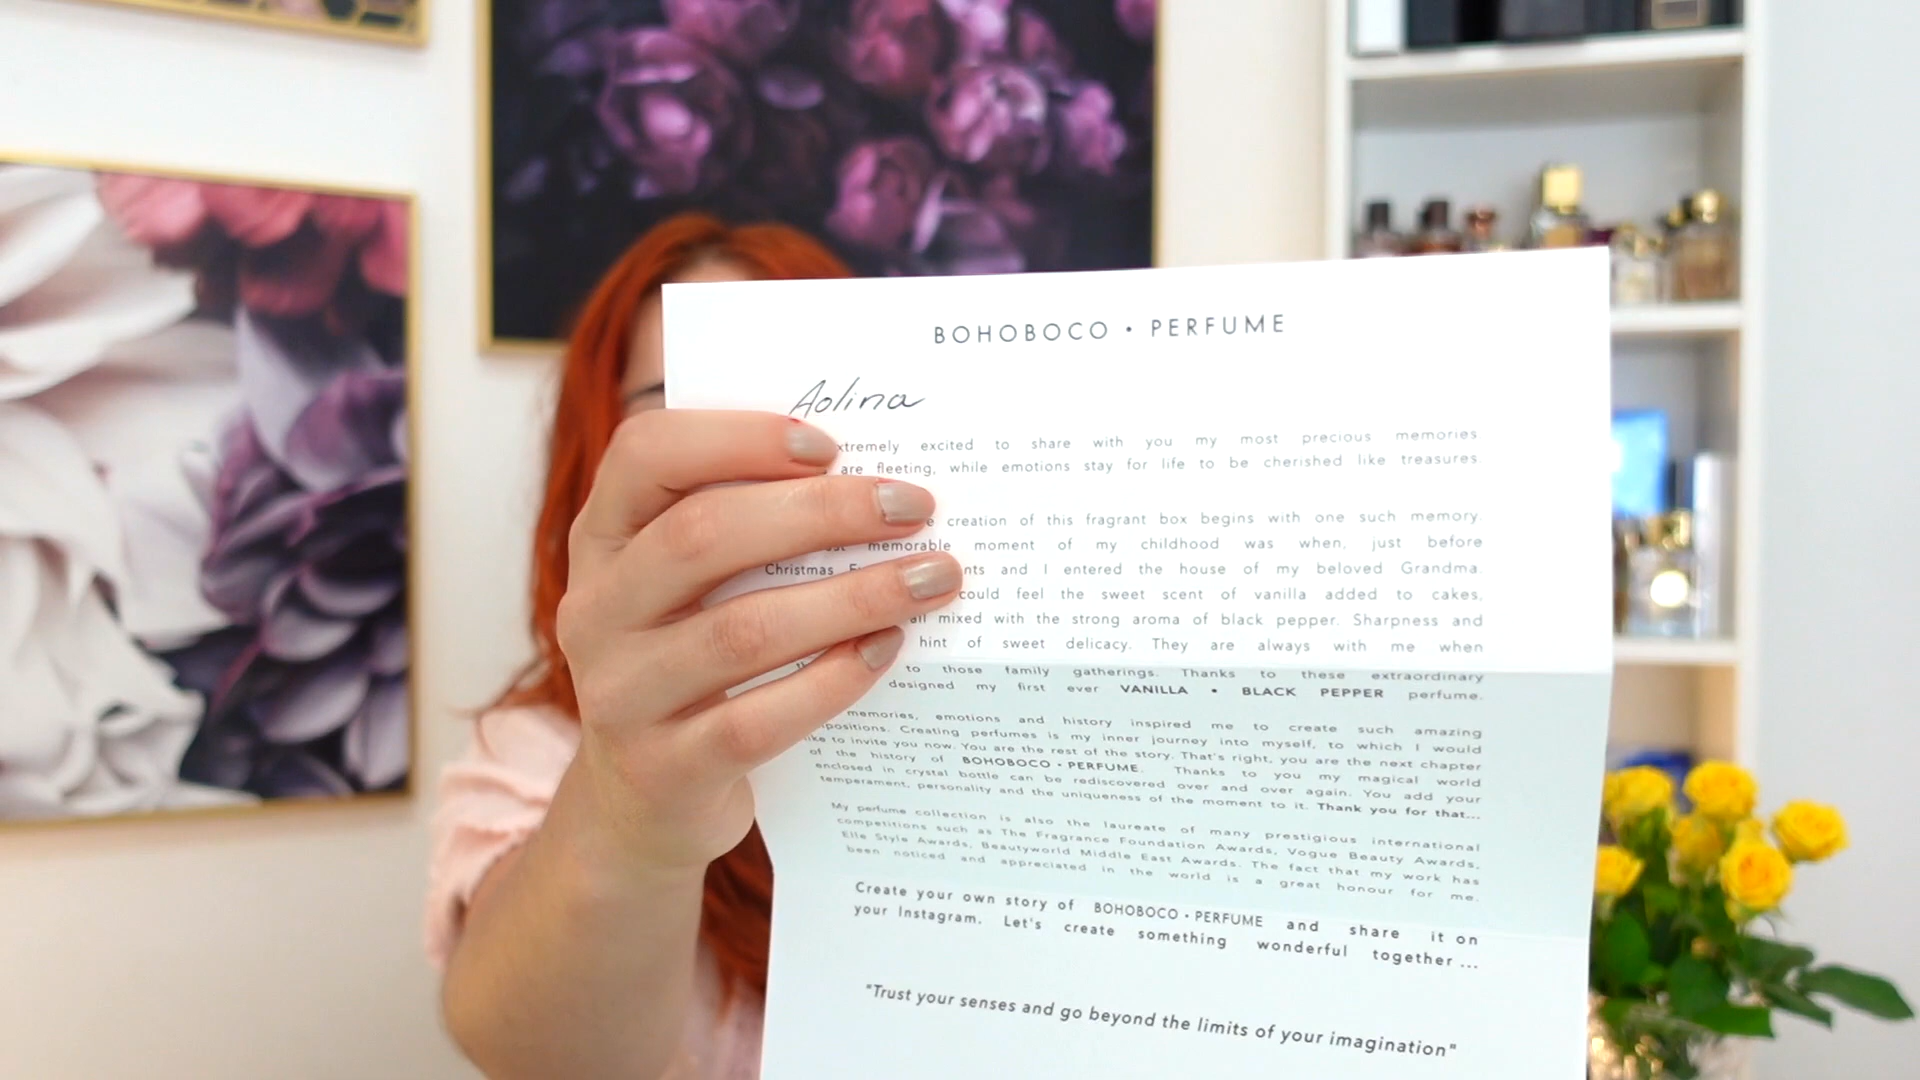 BOHOBOCO • PERFUME
Aolina
extremely excited to share with you my most precious memories
are fleeting, while emotions stay for life to be cherished like treasures.
creation of this fragrant box begins with one such memory.
memorable moment of my childhood was when, just before
Christmas and I entered the house of my beloved Grandma.
could feel the sweet scent of vanilla added to cakes,
all mixed with the strong aroma of black pepper. Sharpness and
hint of sweet delicacy. They are always with me when
to those family gatherings. Thanks to these extraordinary
designed my first ever VANILLA • BLACK PEPPER perfume.
memories, emotions and history inspired me to create such amazing
Creating perfumes is my inner journey into myself, to which I would
like to invite you now. You are the rest of the story. That's right, you are the next chapter
of the history of BOHOBOCO • PERFUME. Thanks to you my magical world
enclosed in crystal bottle can be rediscovered over and over again. You add your
temperament, personality and the uniqueness of the moment to it. Thank you for that...
My perfume collection is also the laureate of many prestigious international
competitions such as The Fragrance Foundation Awards, Vogue Beauty Awards,
Elle Style Awards, Beautyworld Middle East Awards. The fact that my work has
been noticed and appreciated in the world is a great honour for me.
Create your own story of BOHOBOCO • PERFUME and share it on
your Instagram. Let's create something wonderful together ...
"Trust your senses and go beyond the limits of your imagination"